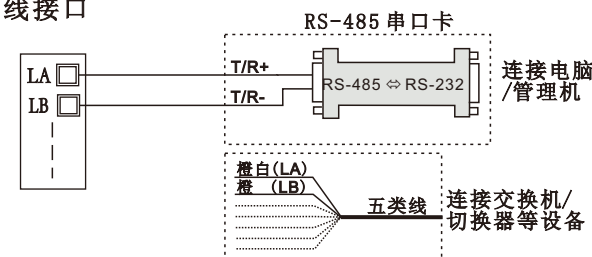 线接口
RS-485 串口卡
LA
T/R+
LB
T/R-
RS-485 ⇔ RS-232
连接电脑
/管理机
橙白(LA)
橙 (LB)
五类线
连接交换机/
切换器等设备